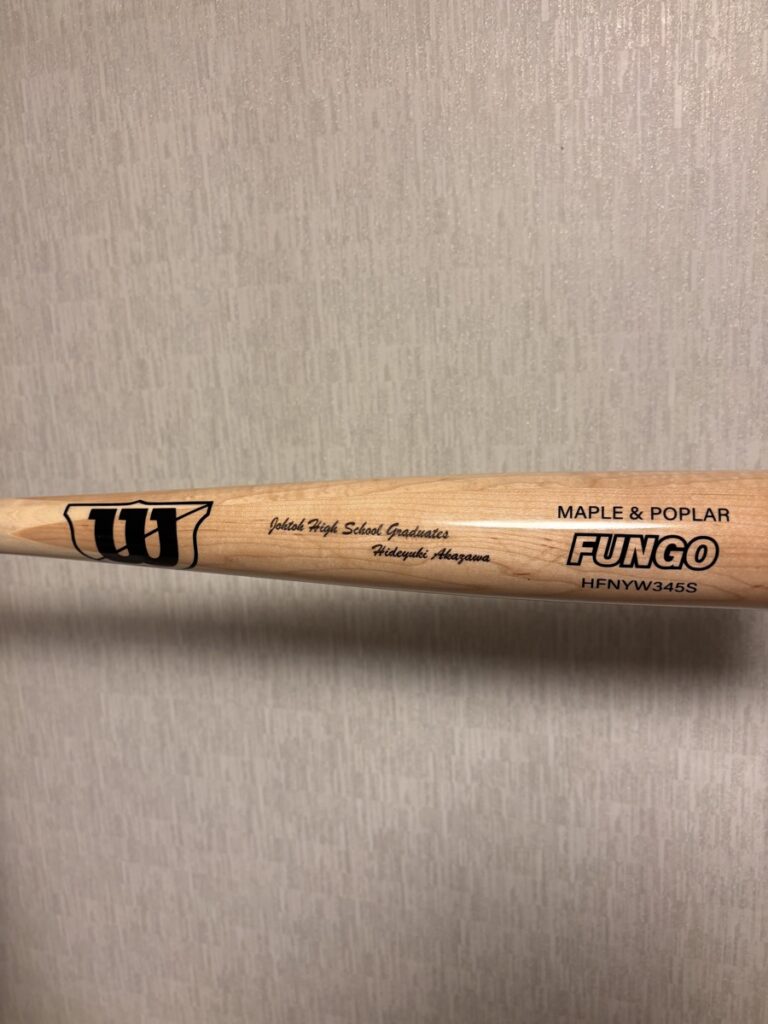 W
Johtoh High School Graduates
Hideyuki Akazawa
MAPLE & POPLAR
FUNGO
HFNYW345S